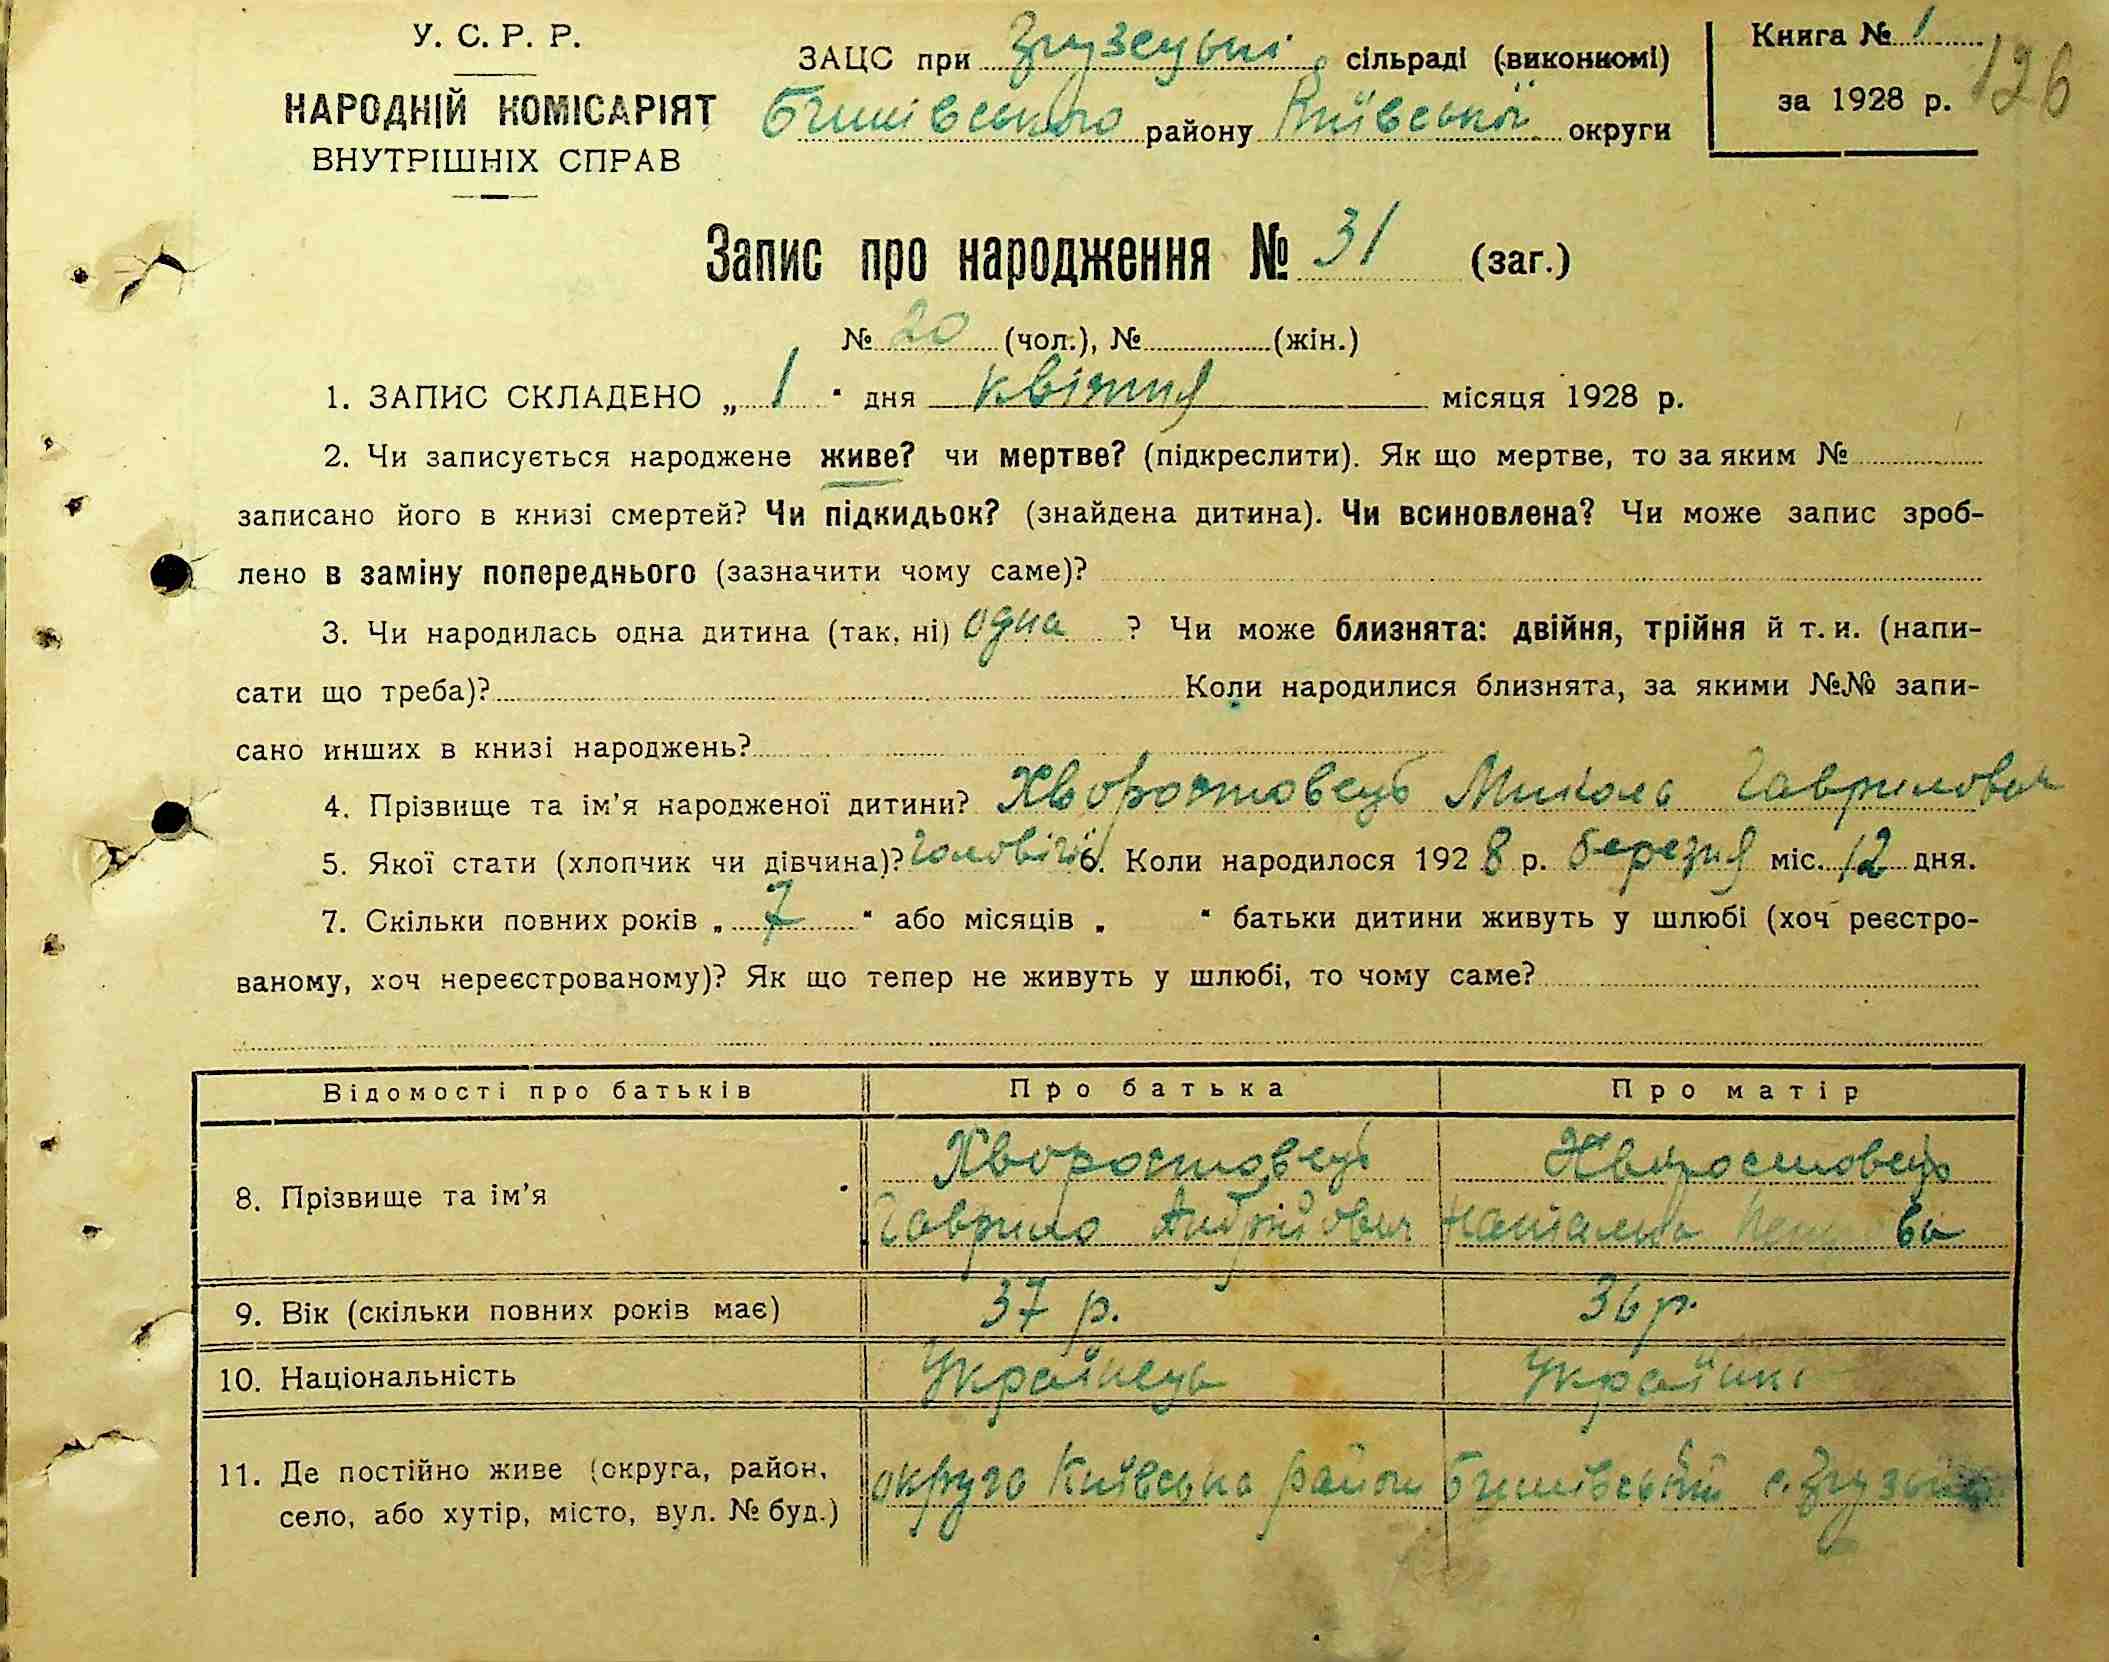 У. С. Р. Р.
НАРОДНІЙ КОМІСАРІЯТ
ВНУТРІШНІХ СПРАВ
ЗАЦС при сільраді (виконкомі)
району Київської округи
Книга № 1
за 1928 р.
126
Запис про народження № 31 (заг.)
№ 20 (чол.), № (жін.)
1. ЗАПИС СКЛАДЕНО „ 1 " дня квітня місяця 1928 р.
2. Чи записується народжене живе? чи мертве? (підкреслити). Як що мертве, то за яким №
записано його в книзі смертей? Чи підкидьок? (знайдена дитина). Чи всиновлена? Чи може запис зроб-
лено в заміну попереднього (зазначити чому саме)?
3. Чи народилась одна дитина (так, ні) одна ? Чи може близнята: двійня, трійня й т. и. (напи-
сати що треба)? Коли народилися близнята, за якими №№ запи-
сано инших в книзі народжень?
4. Прізвище та ім'я народженої дитини? Хворостовець Микола Гаврилович
5. Якої стати (хлопчик чи дівчина)? 6. Коли народилося 1928 р. березня міс. 12 дня.
7. Скільки повних років „ 7 " або місяців „ " батьки дитини живуть у шлюбі (хоч реєстро-
ваному, хоч нереєстрованому)? Як що тепер не живуть у шлюбі, то чому саме?
Відомості про батьків Про батька Про матір
8. Прізвище та ім'я Хворостовець Хворостовець
Гаврило Андрійович
9. Вік (скільки повних років має) 37 р. 36 р.
10. Національність Українець Українка
11. Де постійно живе (округа, район,
село, або хутір, місто, вул. № буд.)
округа Київська район с.